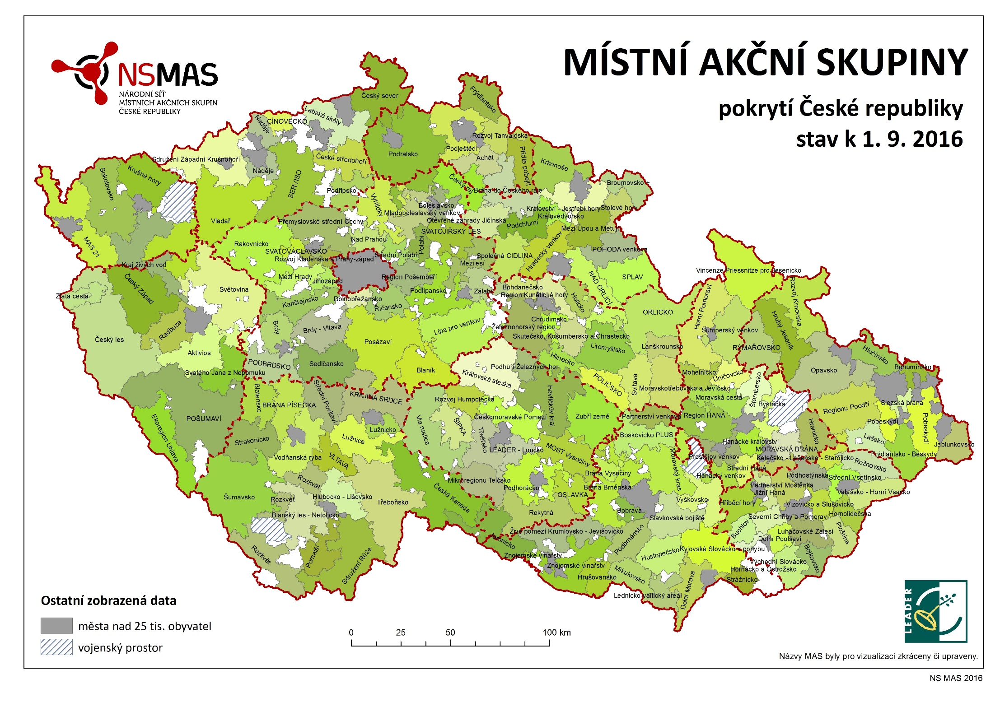 MÍSTNÍ AKČNÍ SKUPINY
pokrytí České republiky
stav k 1. 9. 2016
NSMAS
NÁRODNÍ SÍŤ
MÍSTNÍCH AKČNÍCH SKUPIN
ČESKÉ REPUBLIKY
Český sever
Frýdlantsko
Labské skály
CÍNOVECKO
Naděje
Rozvoj Tanvaldska
Podještědí
Podralsko
Achát
Přiďte pobejt!
Krkonoše
Sdružení Západní Krušnohoří
České středohoří
Naděje
Krušné hory
Sokolovsko
SERVISO
Podřipsko
Český ráj
Brána do Českého ráje
Broumovsko +
Vyhlídky
Boleslavsko
Mladoboleslavský venkov
Království - Jestřebí hory
Stolové hory
Královédvorsko
Otevřené zahrady Jičínska
Podchlumí
Vladař
Přemyslovské střední Čechy
SVATOJIŘSKÝ LES
Mezi Úpou a Metují
Nad Prahou
Polabí
Rakovnicko
MAS 21
SVATOVÁCLAVSKO
Rozvoj Kladenska a Prahy-západ
Střední Polabí
Mezilesí
Společná CIDLINA
Hradecký venkov
POHODA venkova
Kraj živých vod
Mezi Hrady
Jihozápad
Region Pošembeří
NAD ORLICÍ
SPLAV
Vincenze Priessnitze pro Jesenicko
Rozvoj Krnovska
Český Západ
Světovina
Zlatá cesta
Karlštejnsko
Dolnobřežansko
Říčansko
Podlipansko
Zálabí
Bohdanečsko
Region Kunětické hory
Holicko
Horní Pomoraví
ORLICKO
Radbuza
Brdy
Brdy - Vltava
Lípa pro venkov
Chrudimsko
Železnohorský region
Skutečsko, Košumbersko a Chrastecko
Šumperský venkov
Hrubý Jeseník
Český les
Posázaví
Litomyšlsko
Lanškrounsko
RÝMAŘOVSKO
Aktivios
Hlučínsko
PODBRDSKO
Sedlčansko
Hlinecko
Blaník
Podhůří Železných hor
Královská stezka
Svatého Jana z Nepomuku
Mohelnicko
Uničovsko
Opavsko
Bohumínsko
POLIČSKO
Svitava
Moravskotřebovsko a Jevíčsko
Šternbersko
Střední Povltaví
KRAJINA SRDCE
Havlíčkův kraj
Blatensko
BRÁNA PÍSECKA
Rozvoj Humpolecka
Moravská cesta
Bystřička
Regionu Poodří
Slezská brána
POŠUMAVÍ
Ekoregion Úhlava
Via rustica
ŠIPKA
Českomoravské Pomezí
Zubří země
Partnerství venkova
Region HANÁ
Hranicko
Pobeskydí
Pobeskydí
Strakonicko
Lužnice
Lužnicko
Třešťsko
LEADER - Loučko
Boskovicko PLUS
Hanácké království
MORAVSKÁ BRÁNA
Lašsko
Jablunkovsko
Vodňanská ryba
VLTAVA
MOST Vysočiny
Moravský kras
Prostějov venkov
Kelečsko - Lešensko - Starojicko
Frýdlantsko - Beskydy
Rožnovsko
Střední Haná
Hanácký venkov
Podhostýnska
Střední Vsetínsko
Rozkvět
Mikroregionu Telčsko
Brána Vysočiny
Podhorácko
Brána Brněnska
Partnerství Moštěnka
Jižní Haná
Valašsko - Horní Vsacko
Šumavsko
Rozkvět
Hlubocko - Lišovsko
Třeboňsko
Česká Kanada
OSLAVKA
Vyškovsko
Hříběcí hory
Vizovicko a Slušovicko
Blanský les - Netolicko
Rokytná
Bobrava
Slavkovské bojiště
Severní Chřiby a Pomoraví
Hornolidečska
Živé pomezí Krumlovsko - Jevišovicko
Buchlov
Luhačovské Zálesí
Ploština
Jemnicko
Podbrněnsko
Dolní Poolšaví
Rozkvět
Pomalší
Sdružení Růže
Znojemské vinařství
Hustopečsko
Kyjovské Slovácko v pohybu
Bojkovsko
Znojemské vinařství
Východní Slovácko
Hrušovansko
Mikulovsko
Horňácko a Ostrožsko
Strážnicko
Lednicko-valtický areál
Dolní Morava
Ostatní zobrazená data
města nad 25 tis. obyvatel
vojenský prostor
0 25 50 100 km
LEADER
Názvy MAS byly pro vizualizaci zkráceny či upraveny.
NS MAS 2016